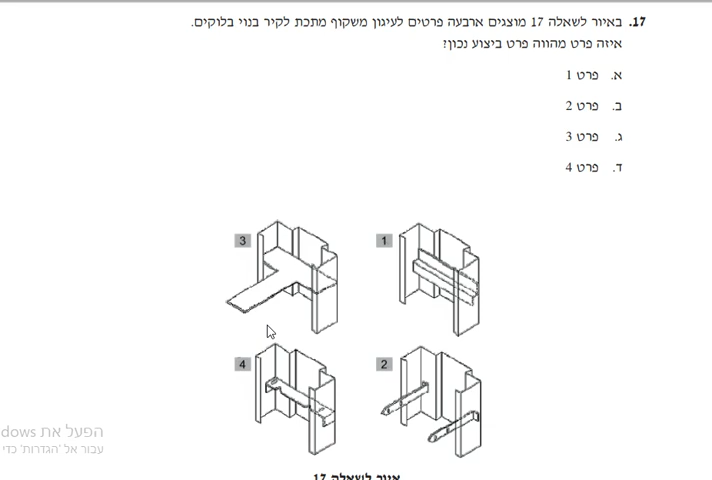 17. באיור לשאלה 17 מוצגים ארבעה פרטים לעיגון משקוף מתכת לקיר בנוי בלוקים.
איזה פרט מהווה פרט ביצוע נכון?
א. פרט 1
ב. פרט 2
ג. פרט 3
ד. פרט 4
3
1
4
2
הפעל את dows
עבור אל 'הגדרות' כדי
איור לשאלה 17